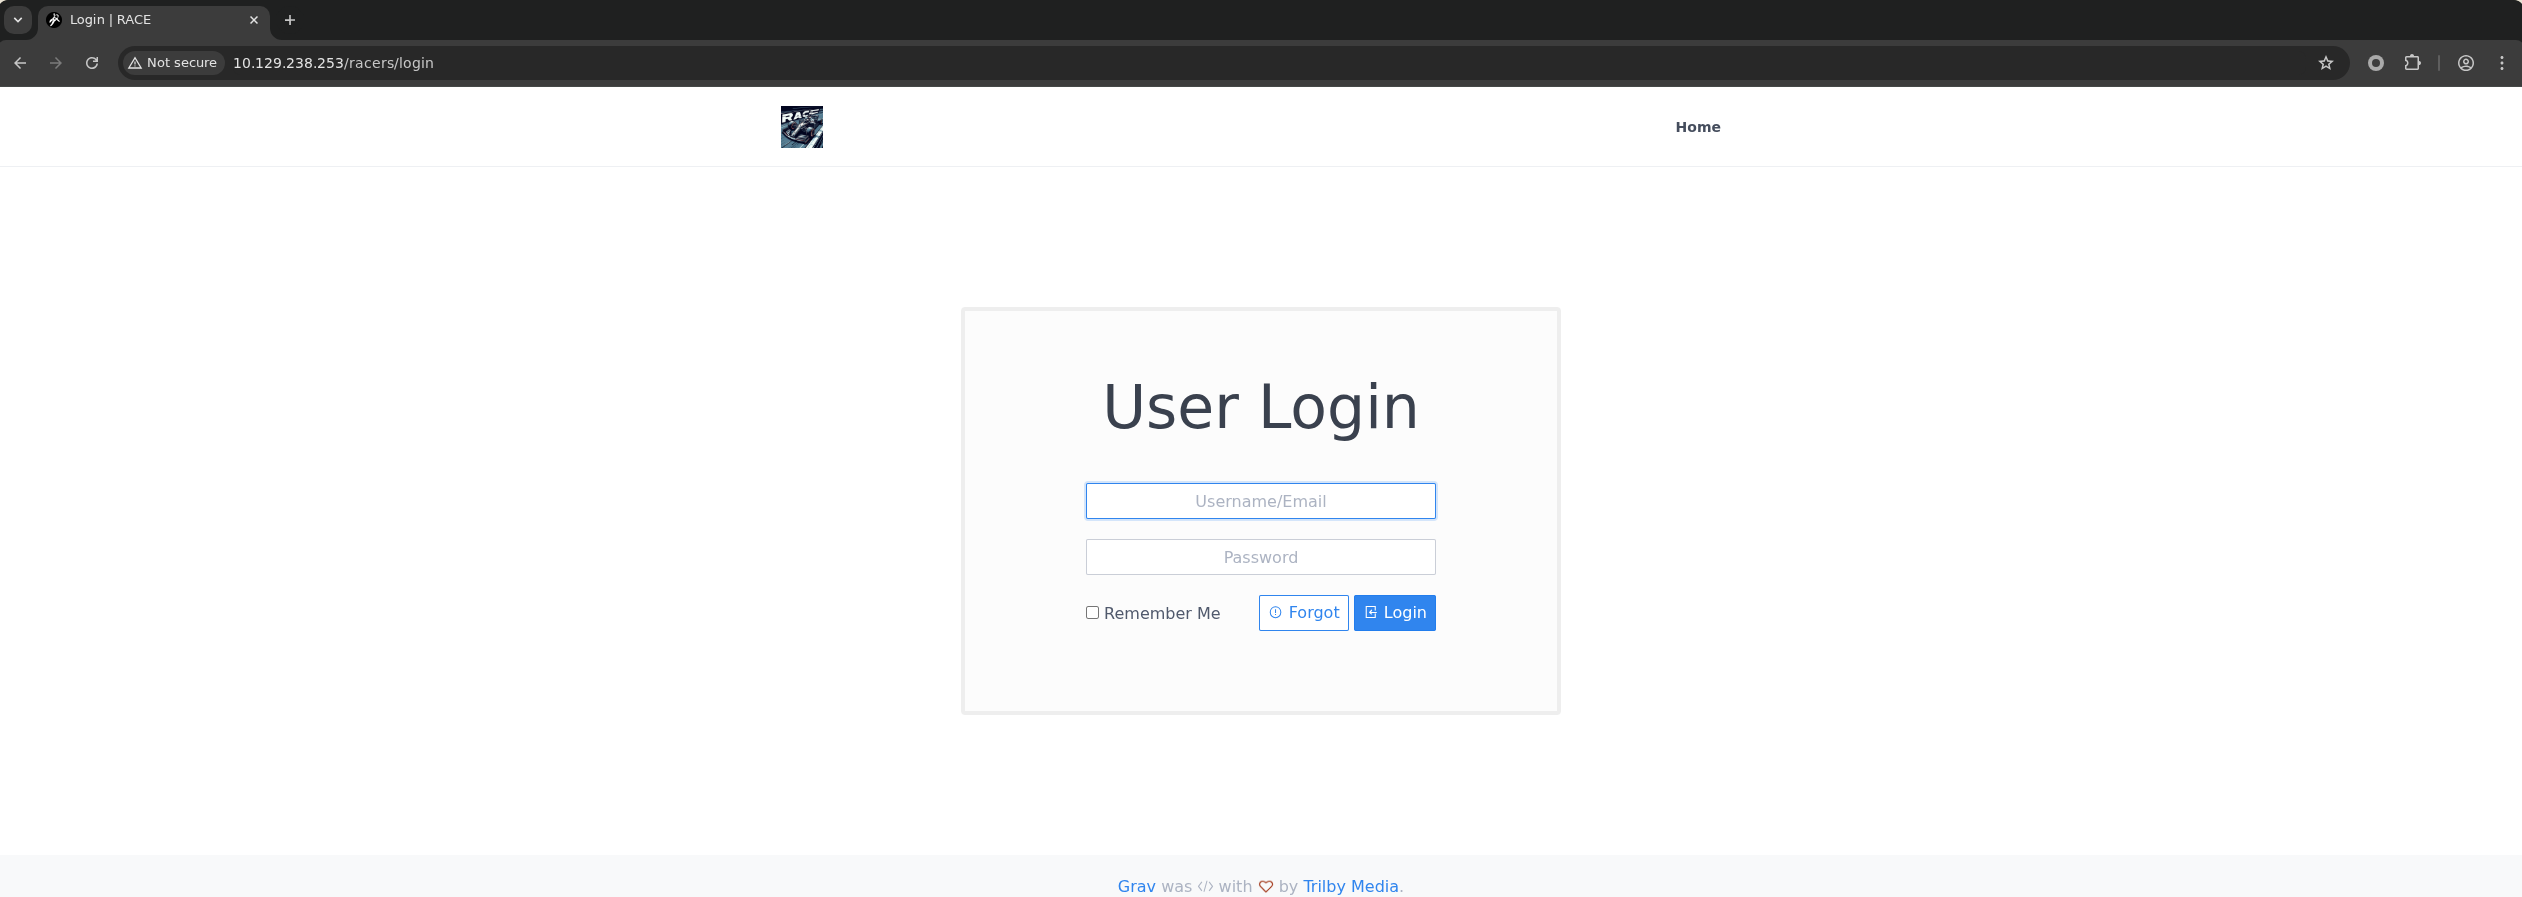 Login | RACE
Not secure 10.129.238.253/racers/login
RACE
Home
User Login
Username/Email
Password
Remember Me Forgot Login
Grav was </> with by Trilby Media.